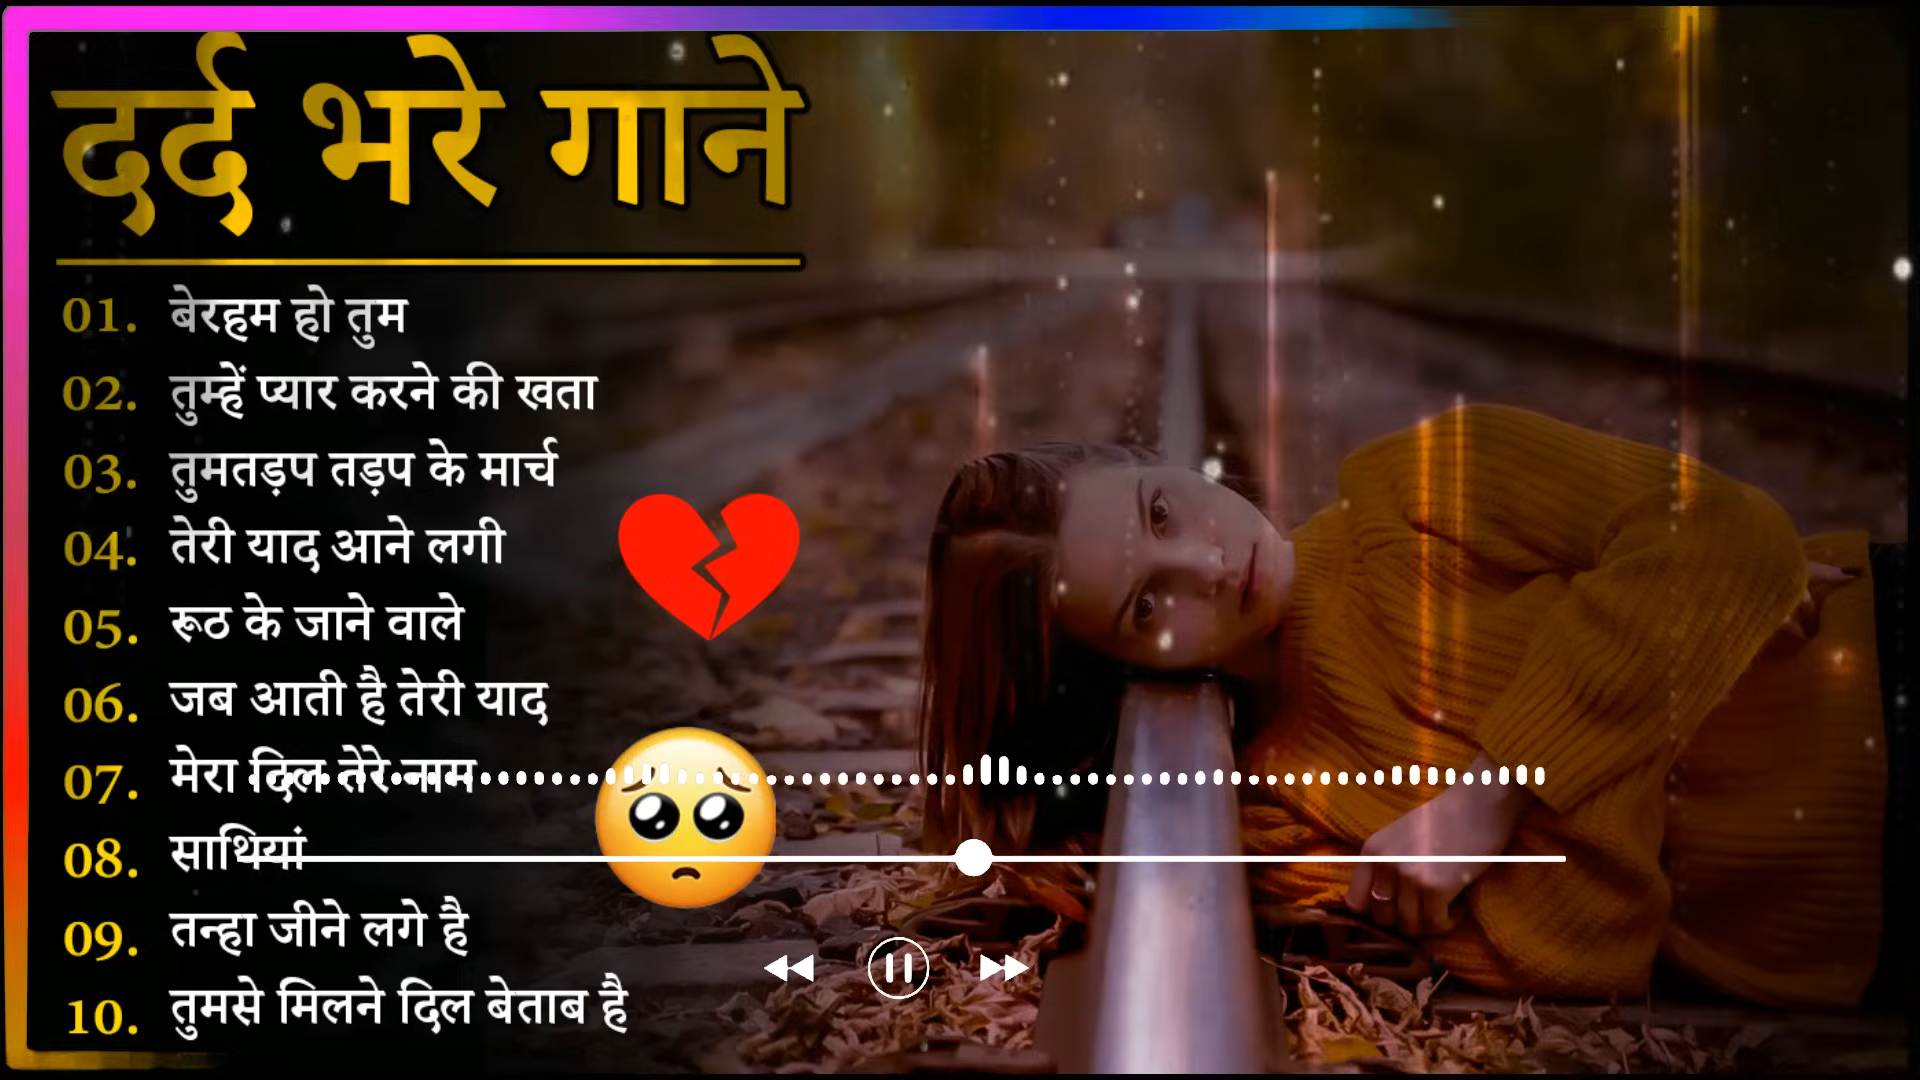 दर्द भरे गाने
01. बेरहम हो तुम
02. तुम्हें प्यार करने की खता
03. तुमतड़प तड़प के मार्च
04. तेरी याद आने लगी
05. रूठ के जाने वाले
06. जब आती है तेरी याद
07. मेरा दिल तेरे नाम
08. साथियां
09. तन्हा जीने लगे है
10. तुमसे मिलने दिल बेताब है